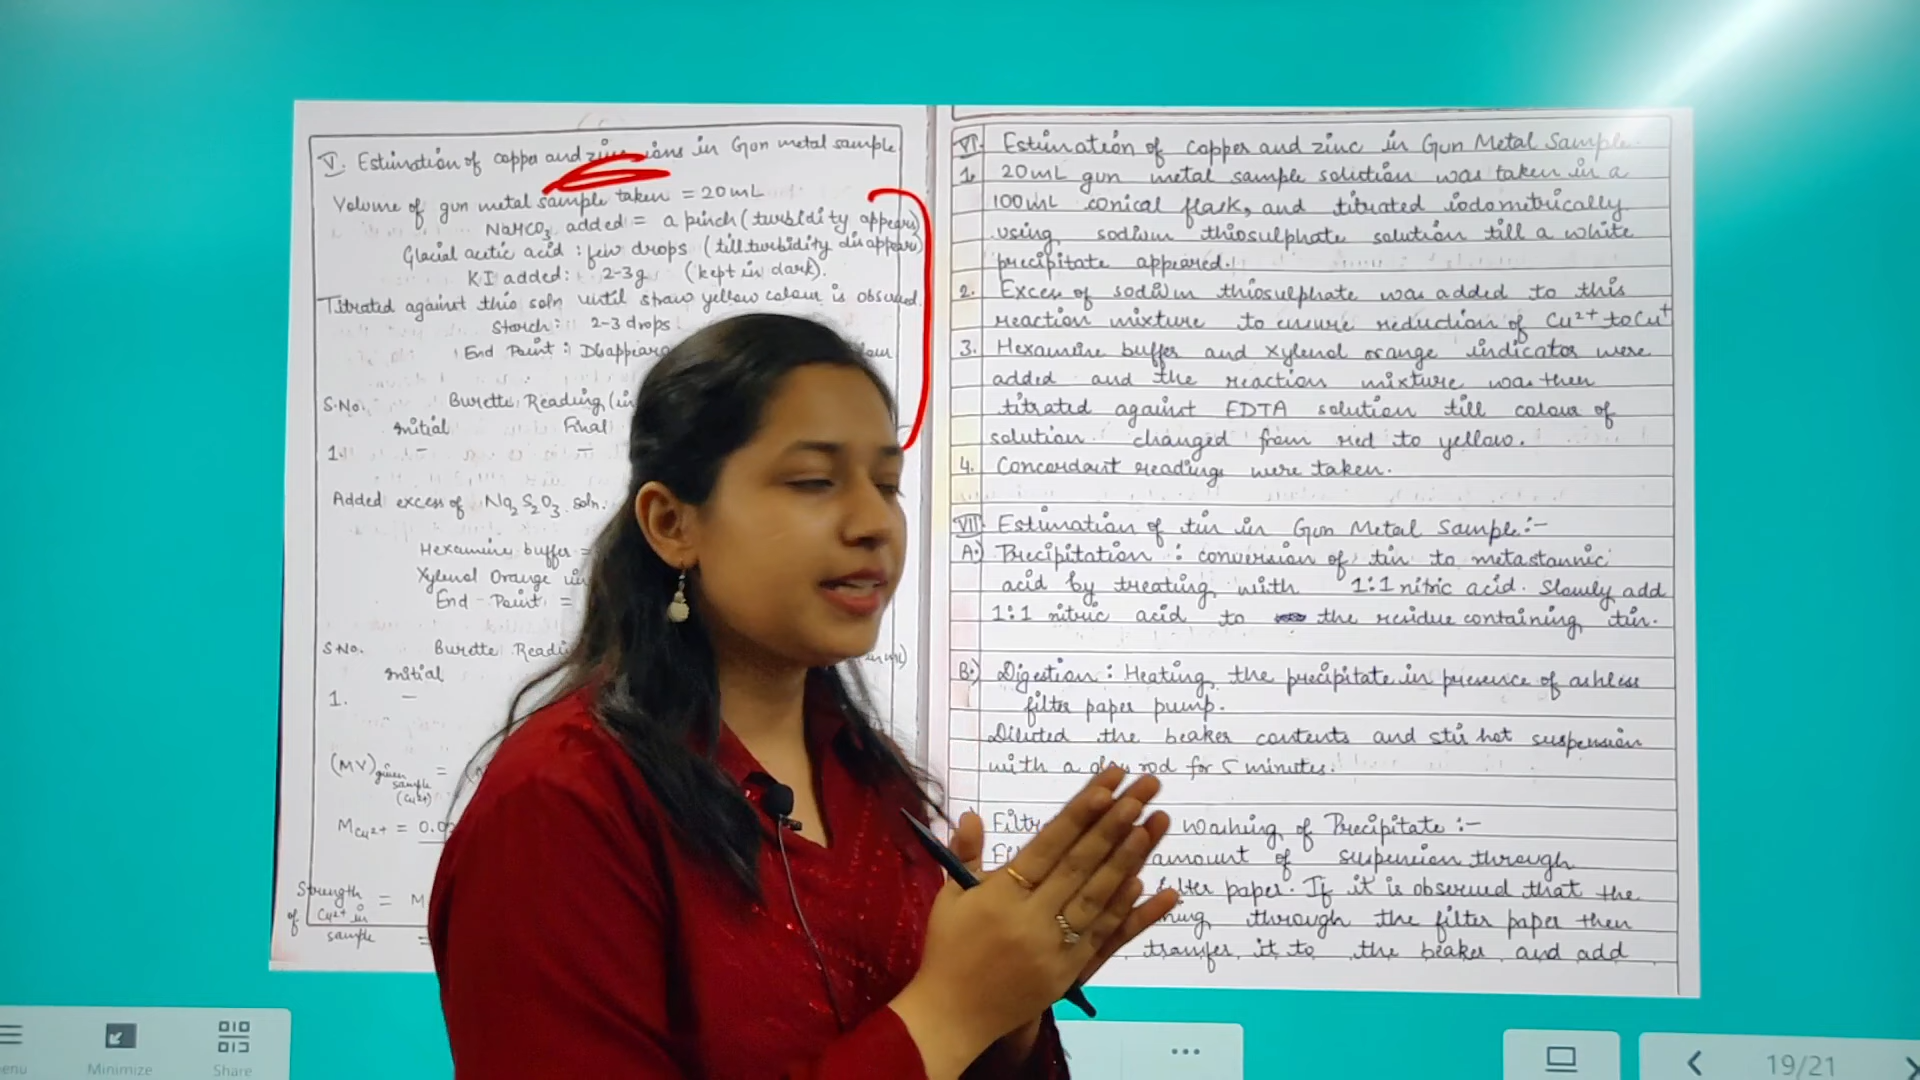 V. Estimation of copper and zinc ions in Gun metal sample
Volume of gun metal sample taken = 20 mL
NaHCO3 added = a pinch (turbidity appears)
Glacial acetic acid : few drops (till turbidity disappears)
KI added : 2-3g (kept in dark).
Titrated against this soln until straw yellow colour is observed.
Starch : 2-3 drops
End Point :
S.No. Burette Reading (in
Initial Final
1. - -
Added excess of Na2S2O3 soln.
Hexamine buffer =
Xylenol Orange
End-Point =
S.No. Burette
Initial
1. -
(MV) given sample (Cu2+) =
M Cu2+ =
Strength of Cu2+ in sample = M
=
VI. Estimation of copper and zinc in Gun Metal Sample.
1. 20mL gun metal sample solution was taken in a
100mL conical flask, and titrated iodometrically
using sodium thiosulphate solution till a white
precipitate appeared.
2. Excess of sodium thiosulphate was added to this
reaction mixture to ensure reduction of Cu2+ to Cu+
3. Hexamine buffer and xylenol orange indicator were
added and the reaction mixture was then
titrated against EDTA solution till colour of
solution changed from red to yellow.
4. Concordant readings were taken.
VII. Estimation of tin in Gun Metal Sample :-
A.) Precipitation : conversion of tin to metastannic
acid by treating with 1:1 nitric acid. Slowly add
1:1 nitric acid to the residue containing tin.
B.) Digestion : Heating the precipitate in presence of ashless
filter paper pump.
Diluted the beaker contents and stir hot suspension
with a rod for 5 minutes.
washing of Precipitate :-
amount of suspension through
filter paper. If it is observed that the
through the filter paper then
transfer it to the beaker and add
Minimize
Share
19/21